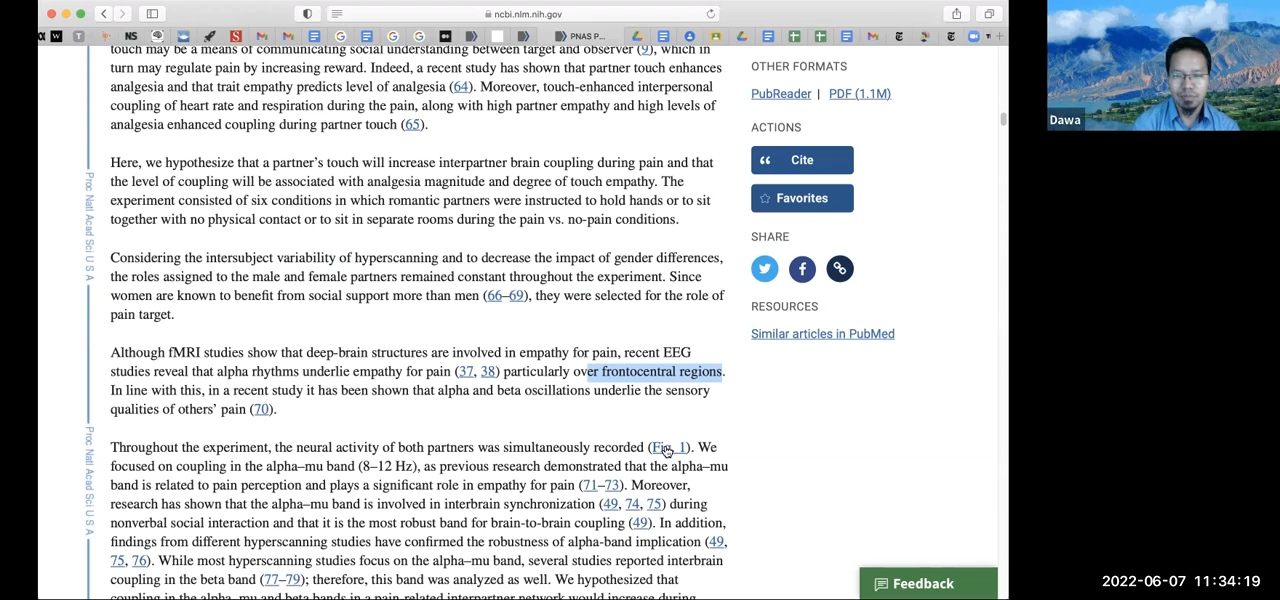 ncbi.nlm.nih.gov
W
T
NS
S
PNAS P...
touch may be a means of communicating social understanding between target and observer (9), which in
turn may regulate pain by increasing reward. Indeed, a recent study has shown that partner touch enhances
analgesia and that trait empathy predicts level of analgesia (64). Moreover, touch-enhanced interpersonal
coupling of heart rate and respiration during the pain, along with high partner empathy and high levels of
analgesia enhanced coupling during partner touch (65).
Here, we hypothesize that a partner’s touch will increase interpartner brain coupling during pain and that
the level of coupling will be associated with analgesia magnitude and degree of touch empathy. The
experiment consisted of six conditions in which romantic partners were instructed to hold hands or to sit
together with no physical contact or to sit in separate rooms during the pain vs. no-pain conditions.
Considering the intersubject variability of hyperscanning and to decrease the impact of gender differences,
the roles assigned to the male and female partners remained constant throughout the experiment. Since
women are known to benefit from social support more than men (66–69), they were selected for the role of
pain target.
Although fMRI studies show that deep-brain structures are involved in empathy for pain, recent EEG
studies reveal that alpha rhythms underlie empathy for pain (37, 38) particularly over frontocentral regions.
In line with this, in a recent study it has been shown that alpha and beta oscillations underlie the sensory
qualities of others’ pain (70).
Throughout the experiment, the neural activity of both partners was simultaneously recorded (Fig. 1). We
focused on coupling in the alpha–mu band (8–12 Hz), as previous research demonstrated that the alpha–mu
band is related to pain perception and plays a significant role in empathy for pain (71–73). Moreover,
research has shown that the alpha–mu band is involved in interbrain synchronization (49, 74, 75) during
nonverbal social interaction and that it is the most robust band for brain-to-brain coupling (49). In addition,
findings from different hyperscanning studies have confirmed the robustness of alpha-band implication (49,
75, 76). While most hyperscanning studies focus on the alpha–mu band, several studies reported interbrain
coupling in the beta band (77–79); therefore, this band was analyzed as well. We hypothesized that
coupling in the alpha–mu and beta bands in a pain-related interpartner network would increase during
Proc Natl Acad Sci U S A
Proc Natl Acad Sci U S A
OTHER FORMATS
PubReader | PDF (1.1M)
ACTIONS
Cite
Favorites
SHARE
RESOURCES
Similar articles in PubMed
Feedback
Dawa
2022-06-07 11:34:19